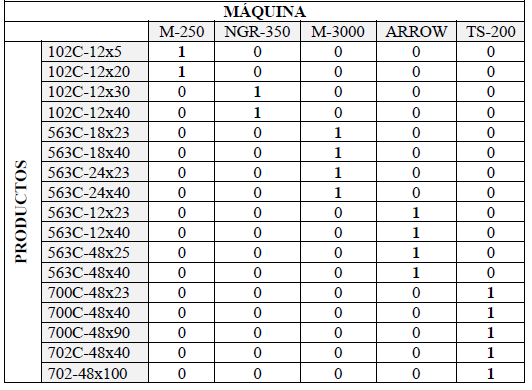 MÁQUINA
M-250 NGR-350 M-3000 ARROW TS-200
PRODUCTOS
102C-12x5 1 0 0 0 0
102C-12x20 1 0 0 0 0
102C-12x30 0 1 0 0 0
102C-12x40 0 1 0 0 0
563C-18x23 0 0 1 0 0
563C-18x40 0 0 1 0 0
563C-24x23 0 0 1 0 0
563C-24x40 0 0 1 0 0
563C-12x23 0 0 0 1 0
563C-12x40 0 0 0 1 0
563C-48x25 0 0 0 1 0
563C-48x40 0 0 0 1 0
700C-48x23 0 0 0 0 1
700C-48x40 0 0 0 0 1
700C-48x90 0 0 0 0 1
702C-48x40 0 0 0 0 1
702-48x100 0 0 0 0 1